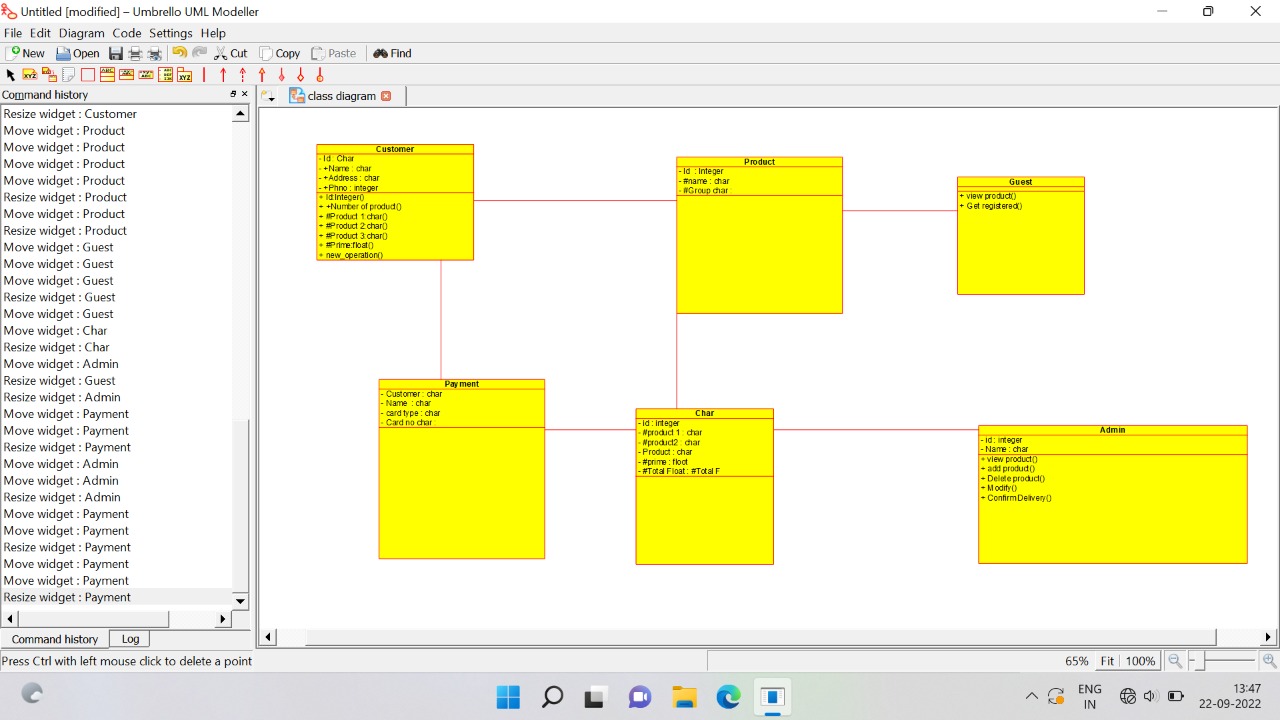 Untitled [modified] – Umbrello UML Modeller
File Edit Diagram Code Settings Help
New Open Cut Copy Paste Find
Command history
class diagram
Resize widget : Customer
Move widget : Product
Move widget : Product
Move widget : Product
Move widget : Product
Resize widget : Product
Move widget : Product
Resize widget : Product
Move widget : Guest
Move widget : Guest
Move widget : Guest
Resize widget : Guest
Move widget : Guest
Move widget : Char
Resize widget : Char
Move widget : Admin
Resize widget : Guest
Resize widget : Admin
Move widget : Payment
Move widget : Payment
Resize widget : Payment
Move widget : Admin
Move widget : Admin
Resize widget : Admin
Move widget : Payment
Move widget : Payment
Resize widget : Payment
Move widget : Payment
Move widget : Payment
Resize widget : Payment
Command history Log
Customer
- Id : Char
- +Name : char
- +Address : char
- +Phno : integer
+ Id:Integer()
+ +Number of product()
+ #Product 1:char()
+ #Product 2:char()
+ #Product 3:char()
+ #Prime:float()
+ new_operation()
Product
- Id : Integer
- #name : char
- #Group char :
Guest
+ view product()
+ Get registered()
Payment
- Customer : char
- Name : char
- card type : char
- Card no char :
Char
- id : integer
- #product 1 : char
- #product2 : char
- Product : char
- #prime : floot
- #Total Float : #Total F
Admin
- id : integer
- Name : char
+ view product()
+ add product()
+ Delete product()
+ Modify()
+ Confirm Delivery()
Press Ctrl with left mouse click to delete a point
65% Fit 100%
ENG
IN
13:47
22-09-2022